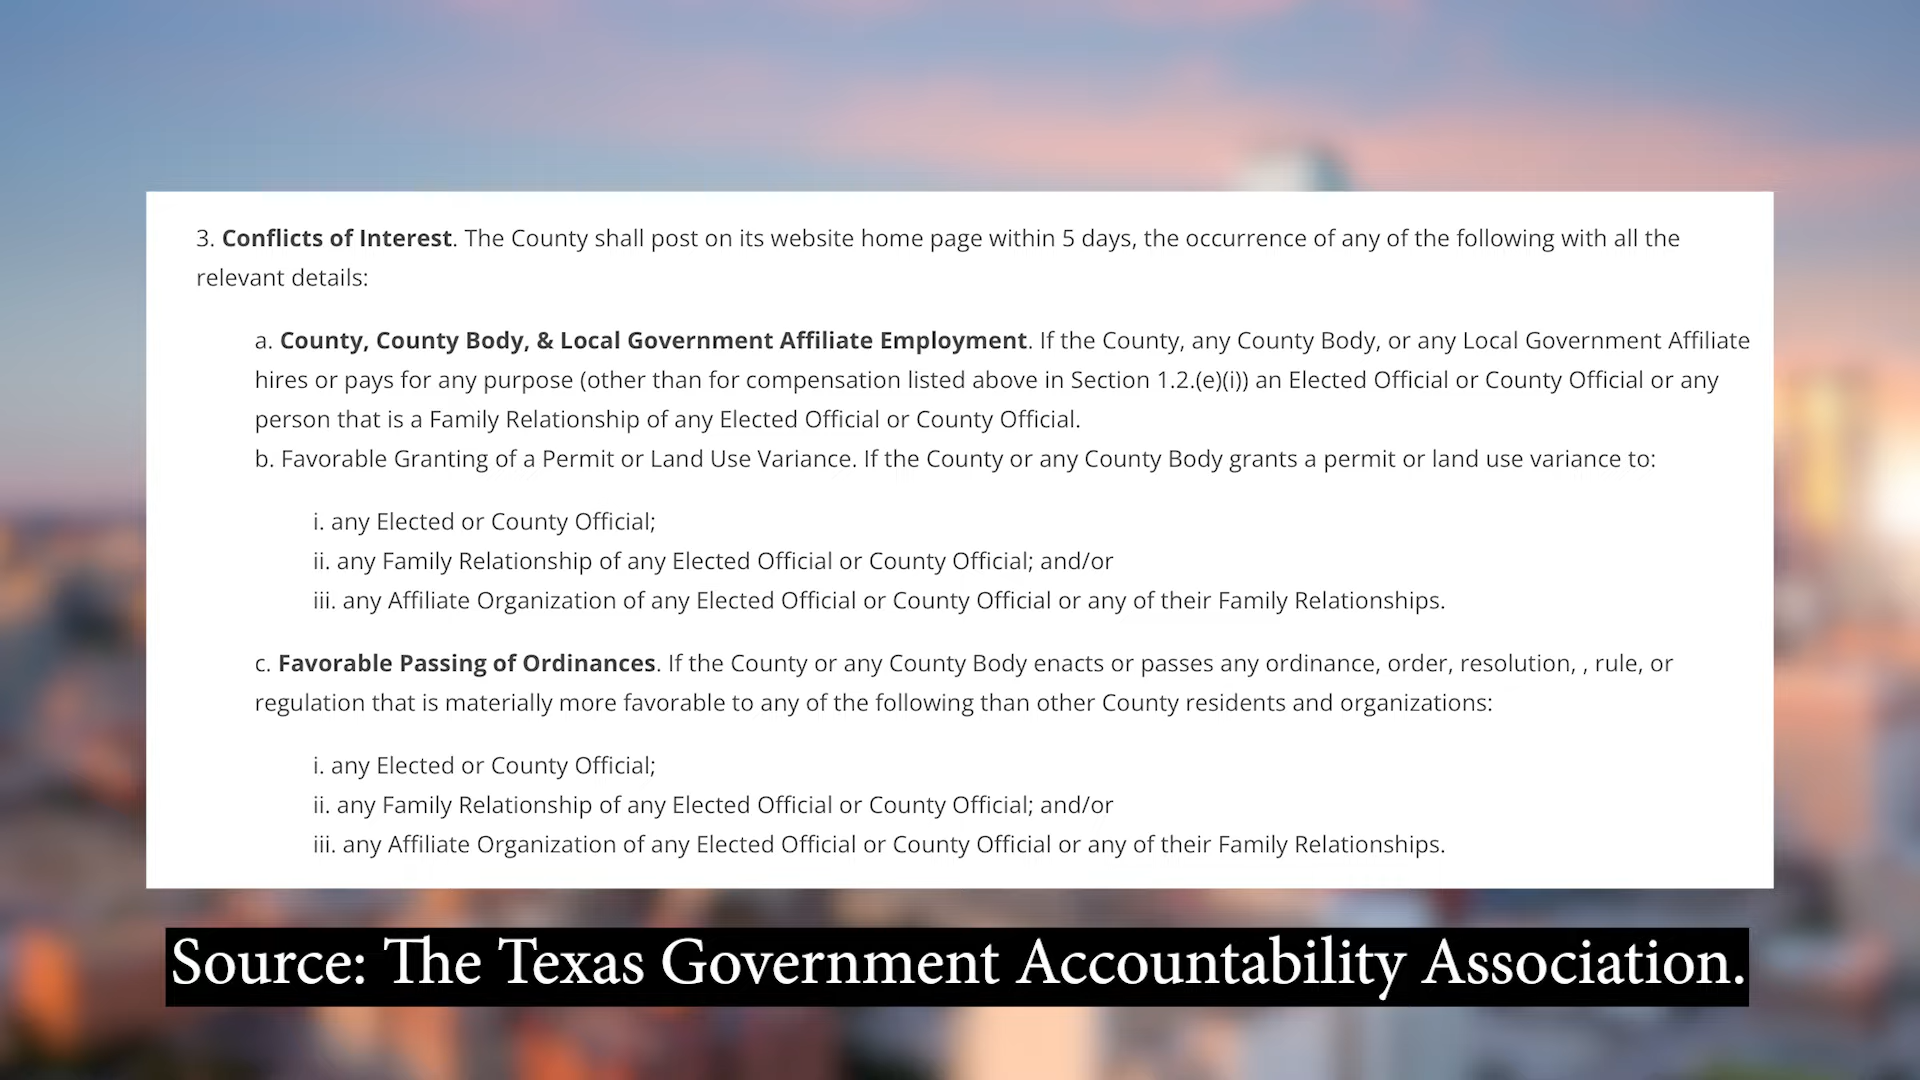 3. Conflicts of Interest. The County shall post on its website home page within 5 days, the occurrence of any of the following with all the
relevant details:
a. County, County Body, & Local Government Affiliate Employment. If the County, any County Body, or any Local Government Affiliate
hires or pays for any purpose (other than for compensation listed above in Section 1.2.(e)(i)) an Elected Official or County Official or any
person that is a Family Relationship of any Elected Official or County Official.
b. Favorable Granting of a Permit or Land Use Variance. If the County or any County Body grants a permit or land use variance to:
i. any Elected or County Official;
ii. any Family Relationship of any Elected Official or County Official; and/or
iii. any Affiliate Organization of any Elected Official or County Official or any of their Family Relationships.
c. Favorable Passing of Ordinances. If the County or any County Body enacts or passes any ordinance, order, resolution, , rule, or
regulation that is materially more favorable to any of the following than other County residents and organizations:
i. any Elected or County Official;
ii. any Family Relationship of any Elected Official or County Official; and/or
iii. any Affiliate Organization of any Elected Official or County Official or any of their Family Relationships.
Source: The Texas Government Accountability Association.